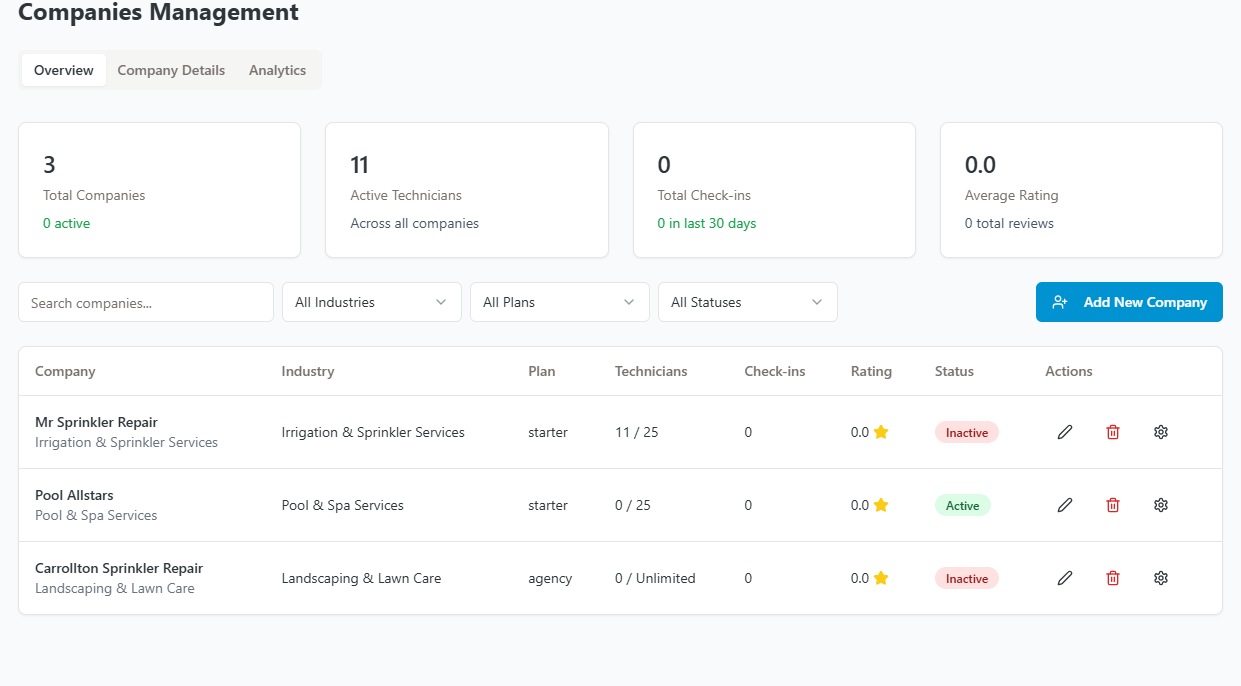 Companies Management
Overview Company Details Analytics
3 11 0 0.0
Total Companies Active Technicians Total Check-ins Average Rating
0 active Across all companies 0 in last 30 days 0 total reviews
Search companies... All Industries All Plans All Statuses Add New Company
Company Industry Plan Technicians Check-ins Rating Status Actions
Mr Sprinkler Repair
Irrigation & Sprinkler Services Irrigation & Sprinkler Services starter 11 / 25 0 0.0 Inactive
Pool Allstars
Pool & Spa Services Pool & Spa Services starter 0 / 25 0 0.0 Active
Carrollton Sprinkler Repair
Landscaping & Lawn Care Landscaping & Lawn Care agency 0 / Unlimited 0 0.0 Inactive